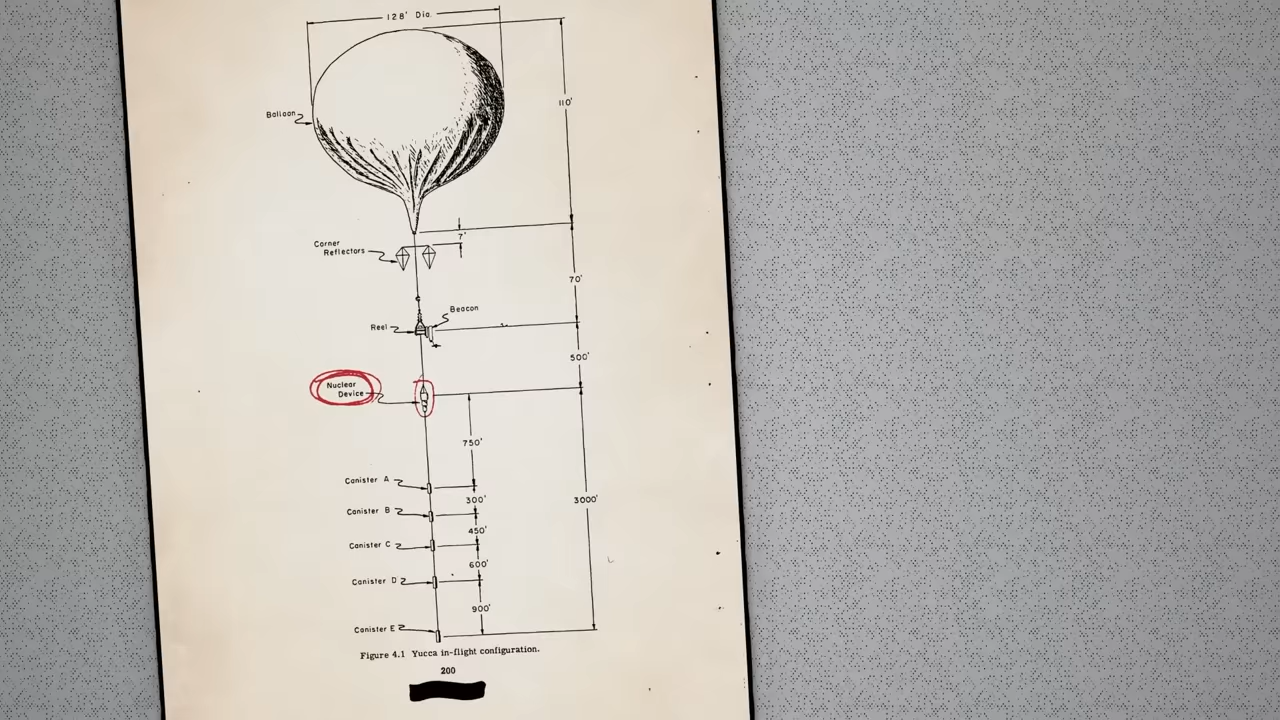 128' Dia.
110'
Balloon
7'
Corner
Reflectors
70'
Beacon
Reel
500'
Nuclear
Device
750'
Canister A
300'
3000'
Canister B
450'
Canister C
600'
Canister D
900'
Canister E
Figure 4.1 Yucca in-flight configuration.
200